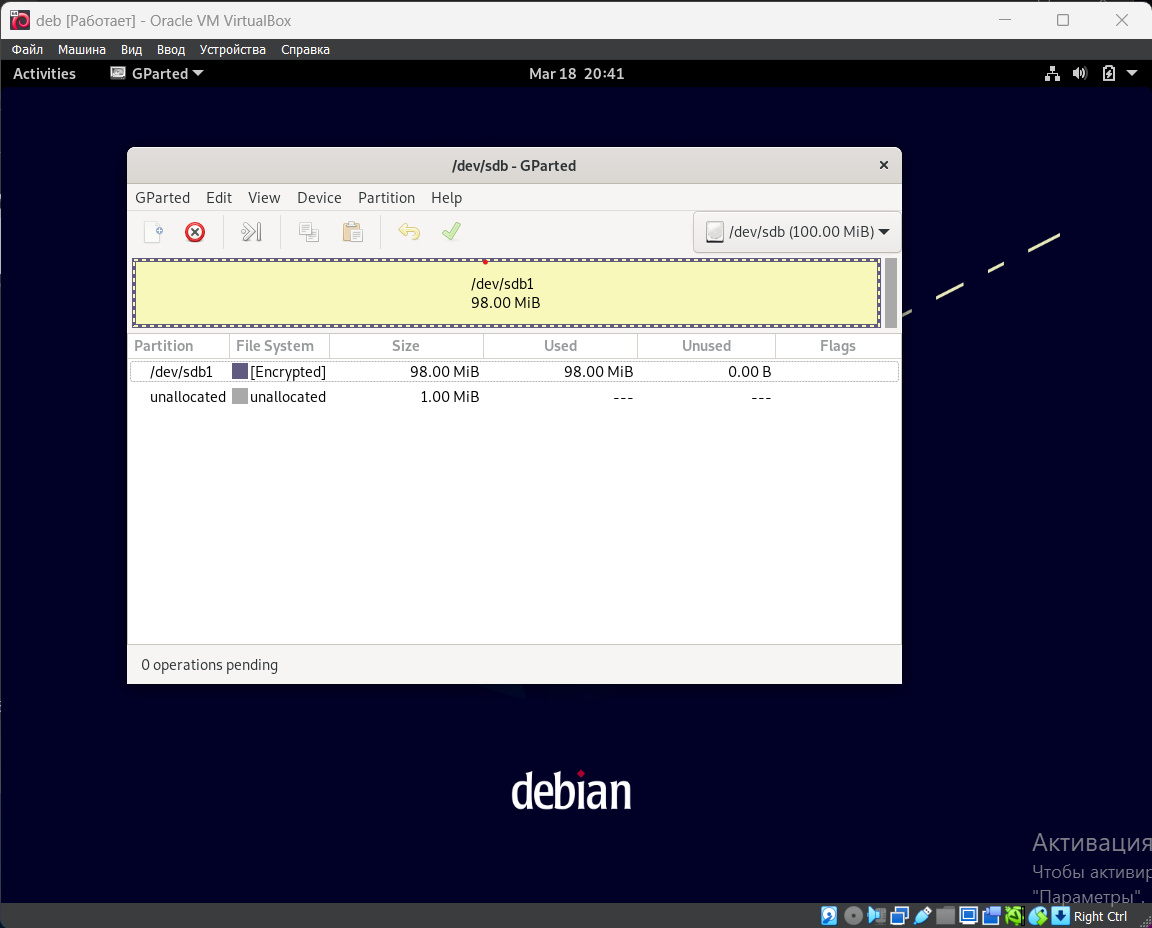 deb [Работает] - Oracle VM VirtualBox
Файл Машина Вид Ввод Устройства Справка
Activities GParted Mar 18 20:41
/dev/sdb - GParted
GParted Edit View Device Partition Help
/dev/sdb (100.00 MiB)
/dev/sdb1
98.00 MiB
Partition File System Size Used Unused Flags
/dev/sdb1 [Encrypted] 98.00 MiB 98.00 MiB 0.00 B
unallocated unallocated 1.00 MiB --- ---
0 operations pending
debian
Активация
Чтобы активир
"Параметры".
Right Ctrl